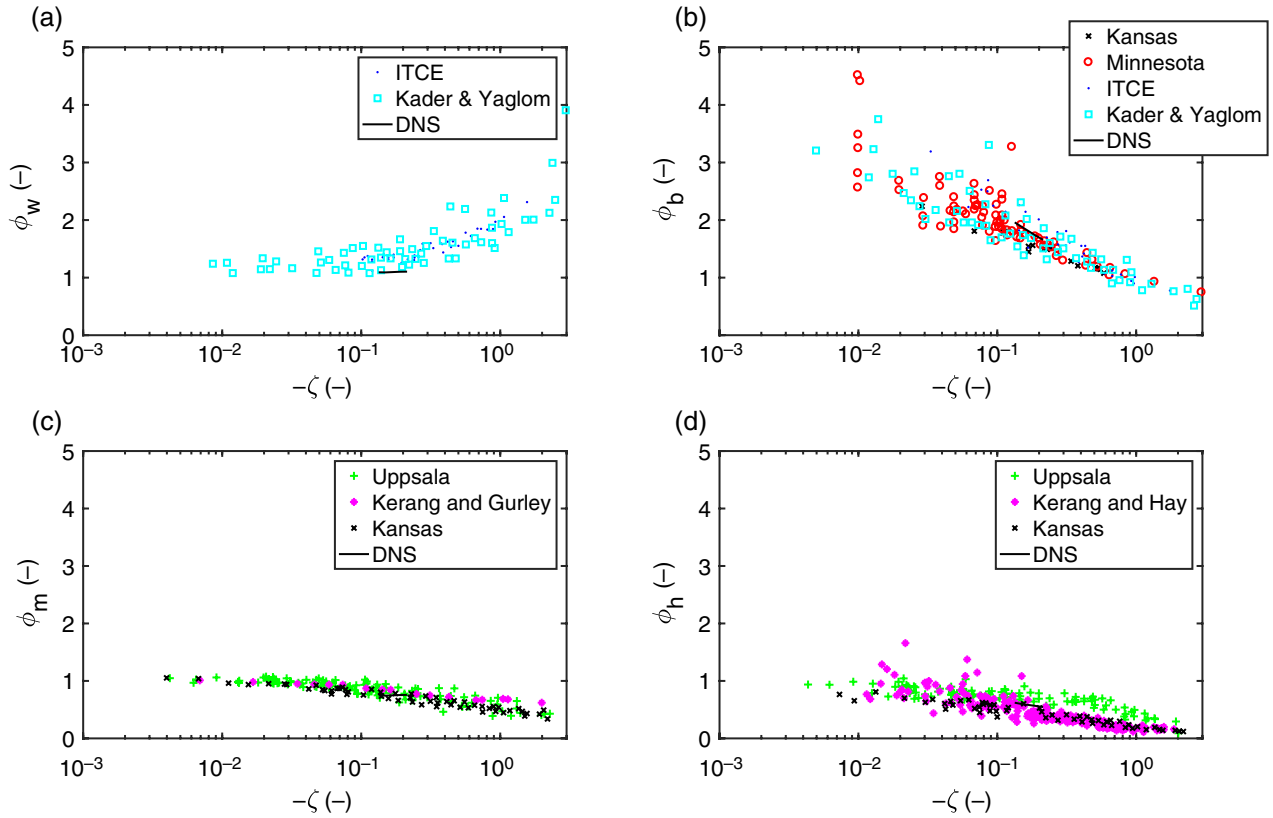 (a)
5
4
3
2
1
0
ϕw (–)
10−3
10−2
10−1
100
−ζ (–)
ITCE
Kader & Yaglom
DNS
(b)
5
4
3
2
1
0
ϕb (–)
10−3
10−2
10−1
100
−ζ (–)
Kansas
Minnesota
ITCE
Kader & Yaglom
DNS
(c)
5
4
3
2
1
0
ϕm (–)
10−3
10−2
10−1
100
−ζ (–)
Uppsala
Kerang and Gurley
Kansas
DNS
(d)
5
4
3
2
1
0
ϕh (–)
10−3
10−2
10−1
100
−ζ (–)
Uppsala
Kerang and Hay
Kansas
DNS